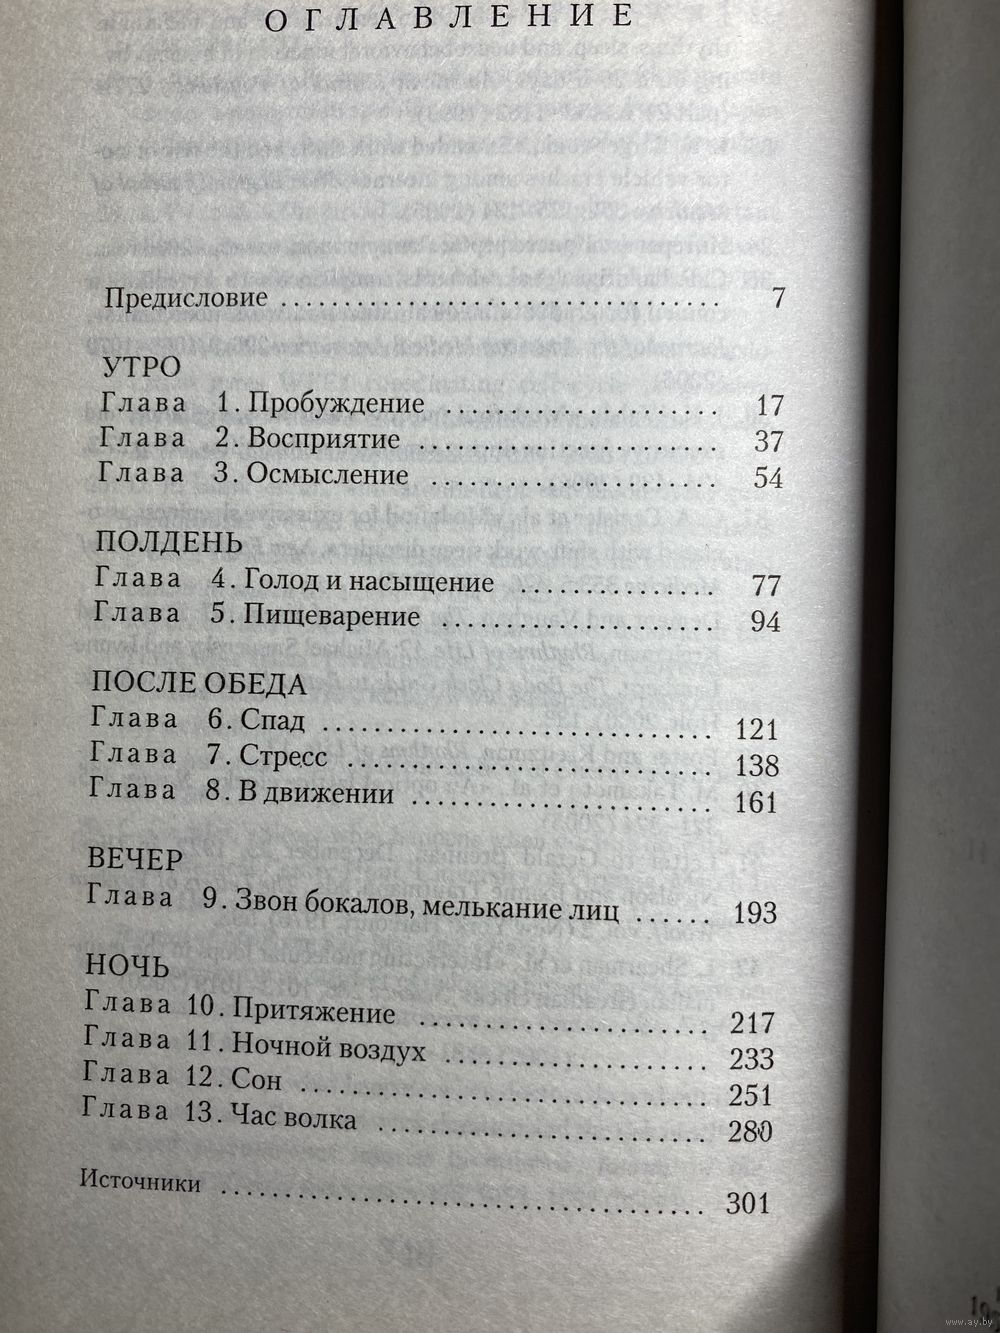 ОГЛАВЛЕНИЕ
Предисловие . . . . . . . . . . . . . . . . . . . . . . . . . . . . . . . . . . 7
УТРО
Глава 1. Пробуждение . . . . . . . . . . . . . . . . . . . . . 17
Глава 2. Восприятие . . . . . . . . . . . . . . . . . . . . . . . 37
Глава 3. Осмысление . . . . . . . . . . . . . . . . . . . . . . 54
ПОЛДЕНЬ
Глава 4. Голод и насыщение . . . . . . . . . . . . . . . 77
Глава 5. Пищеварение . . . . . . . . . . . . . . . . . . . . . 94
ПОСЛЕ ОБЕДА
Глава 6. Спад . . . . . . . . . . . . . . . . . . . . . . . . . . . . . . 121
Глава 7. Стресс . . . . . . . . . . . . . . . . . . . . . . . . . . . . 138
Глава 8. В движении . . . . . . . . . . . . . . . . . . . . . . . 161
ВЕЧЕР
Глава 9. Звон бокалов, мелькание лиц . . . . . . 193
НОЧЬ
Глава 10. Притяжение . . . . . . . . . . . . . . . . . . . . . . 217
Глава 11. Ночной воздух . . . . . . . . . . . . . . . . . . . . 233
Глава 12. Сон . . . . . . . . . . . . . . . . . . . . . . . . . . . . . . . 251
Глава 13. Час волка . . . . . . . . . . . . . . . . . . . . . . . . . 280
Источники . . . . . . . . . . . . . . . . . . . . . . . . . . . . . . . . . . . . . 301
www.ay.by